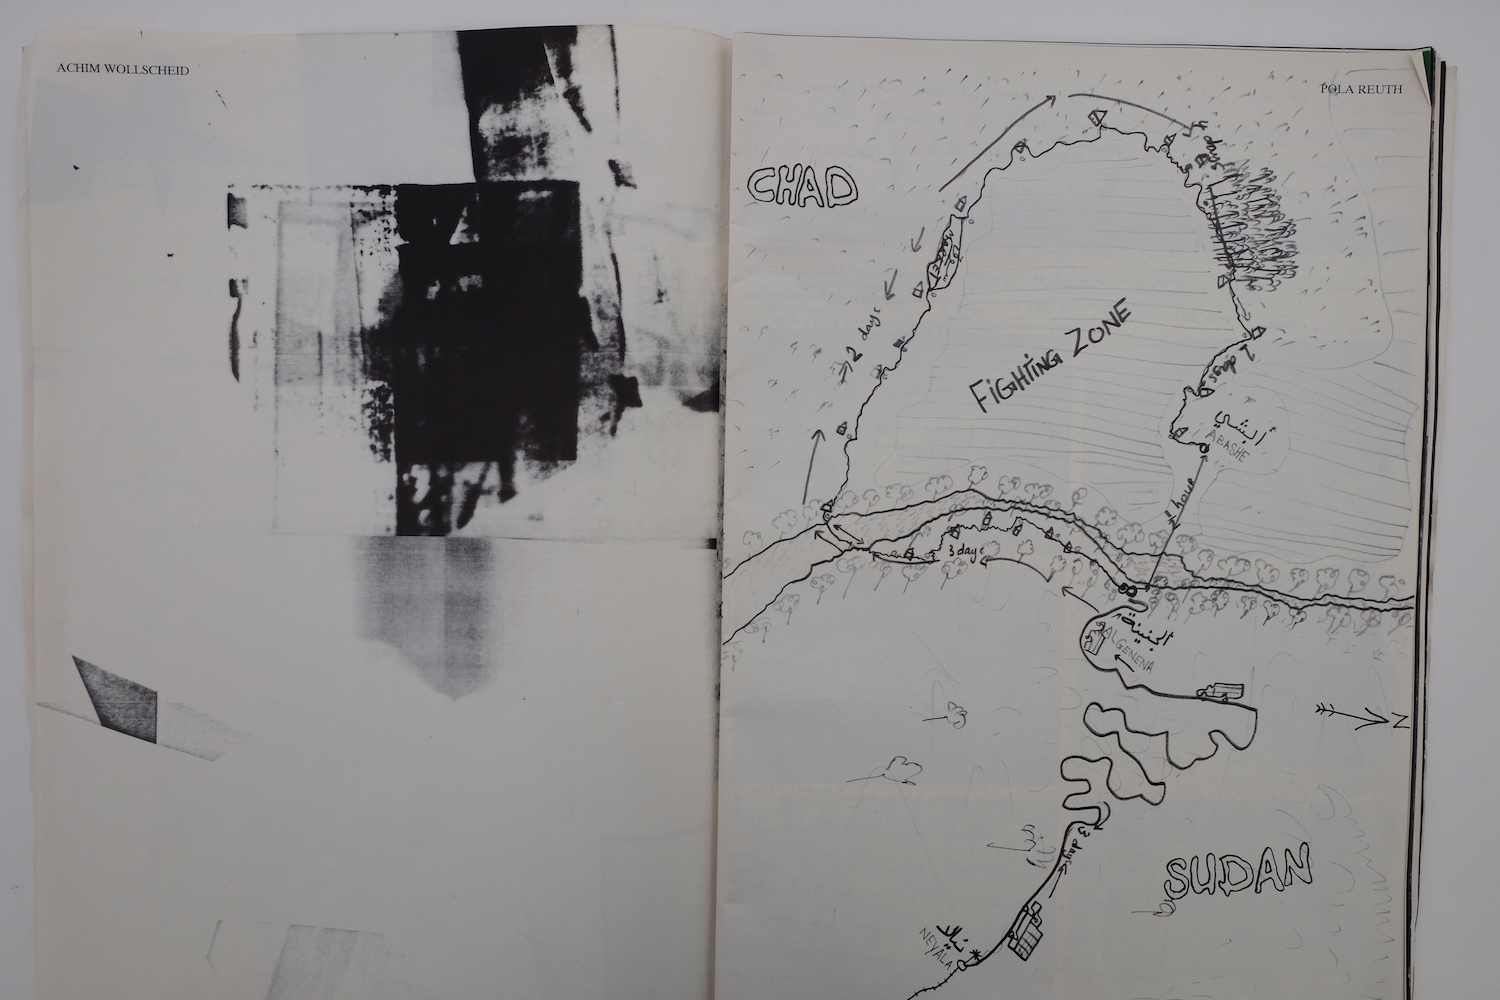 ACHIM WOLLSCHEID
POLA REUTH
CHAD
4 days
2 days
FIGHTING ZONE
2 days
أبشي
ABASHE
1 hour
3 days
الجنينة
ALGENENA
N
3 days
SUDAN
نيالا
NEYALA